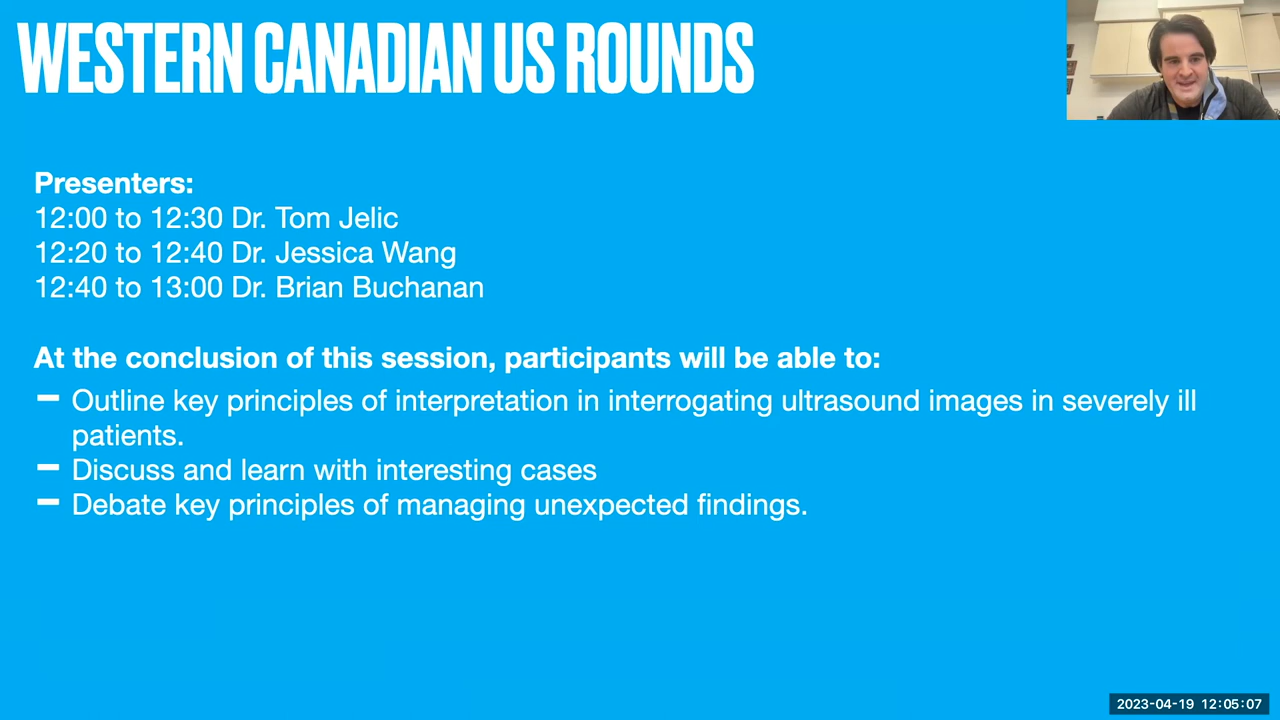 WESTERN CANADIAN US ROUNDS
Presenters:
12:00 to 12:30 Dr. Tom Jelic
12:20 to 12:40 Dr. Jessica Wang
12:40 to 13:00 Dr. Brian Buchanan
At the conclusion of this session, participants will be able to:
– Outline key principles of interpretation in interrogating ultrasound images in severely ill
patients.
– Discuss and learn with interesting cases
– Debate key principles of managing unexpected findings.
2023-04-19 12:05:07